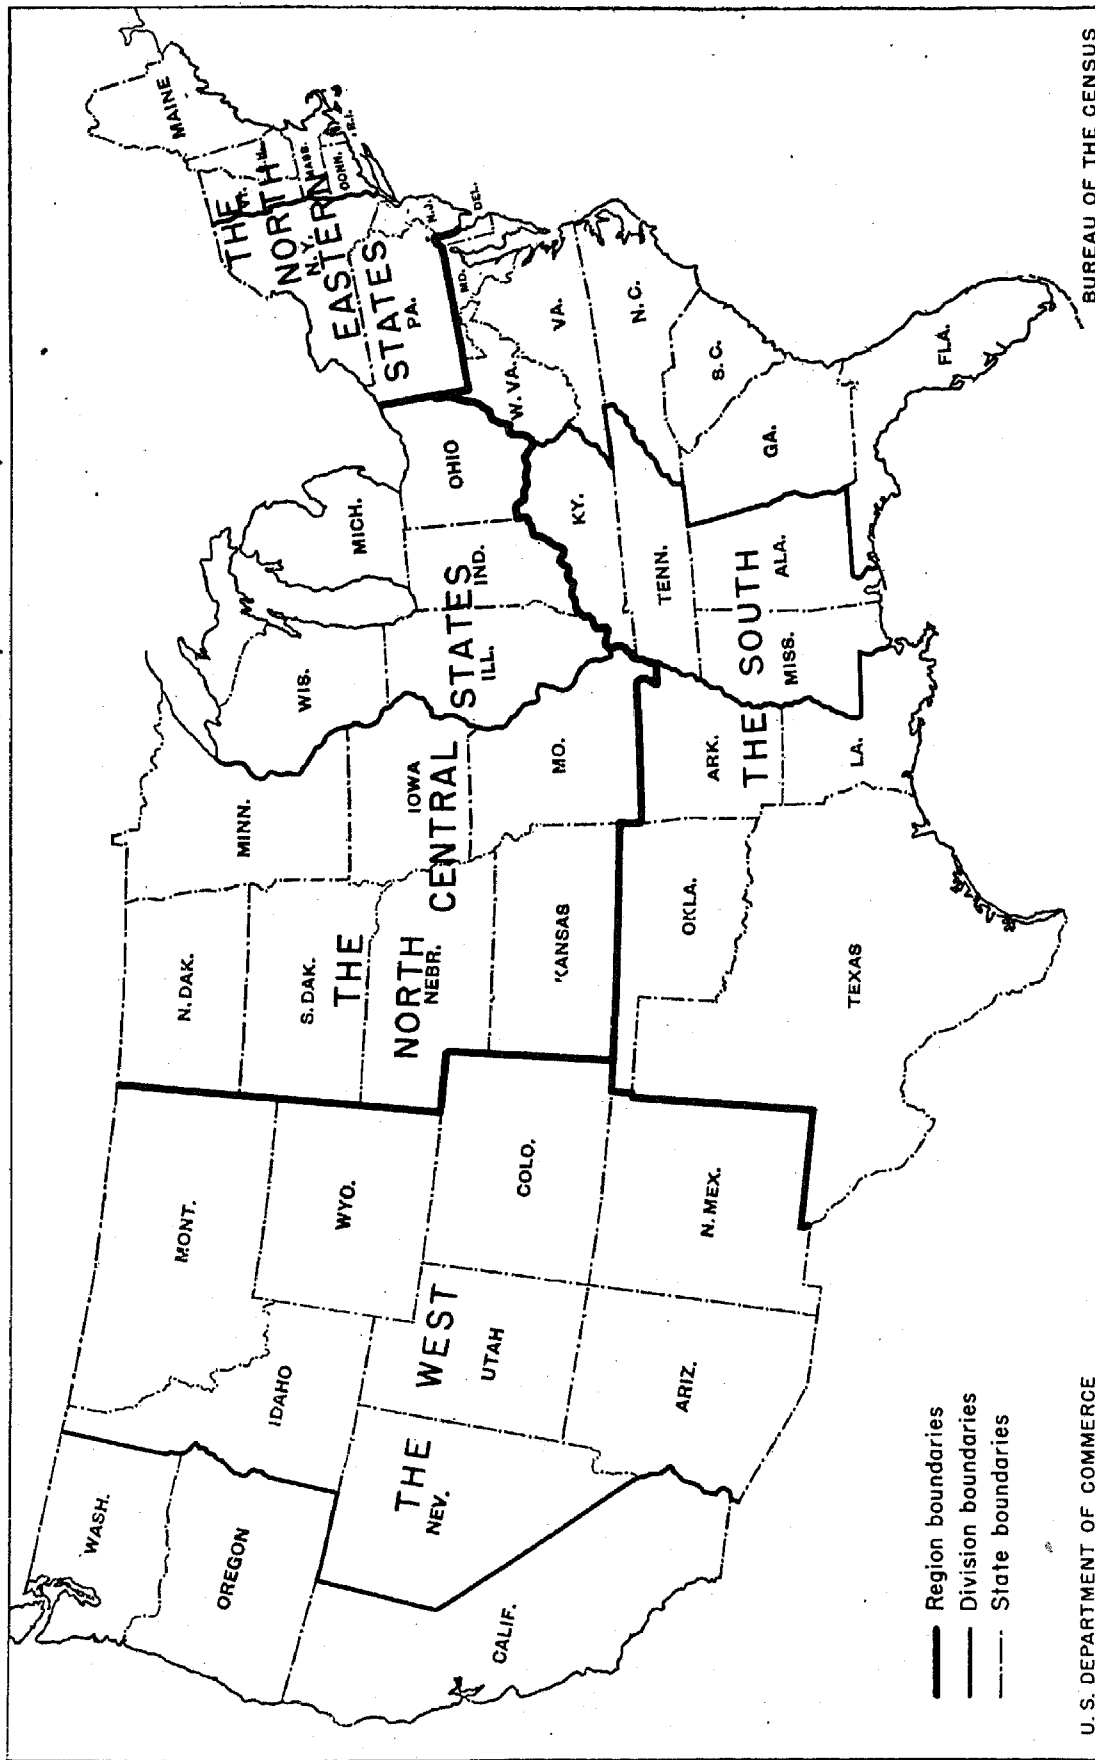 WASH.
OREGON
CALIF.
IDAHO
MONT.
WYO.
THE WEST
NEV.
UTAH
COLO.
ARIZ.
N. MEX.
N. DAK.
S. DAK.
MINN.
WIS.
MICH.
THE
NORTH
CENTRAL
STATES
NEBR.
IOWA
ILL.
IND.
OHIO
KANSAS
MO.
MAINE
VT.
N.H.
MASS.
CONN.
R.I.
THE
NORTH
EASTERN
STATES
N.Y.
PA.
N.J.
DEL.
MD.
W. VA.
VA.
KY.
N.C.
TENN.
S.C.
OKLA.
ARK.
THE SOUTH
MISS.
ALA.
GA.
TEXAS
LA.
FLA.
Region boundaries
Division boundaries
State boundaries
U.S. DEPARTMENT OF COMMERCE
BUREAU OF THE CENSUS